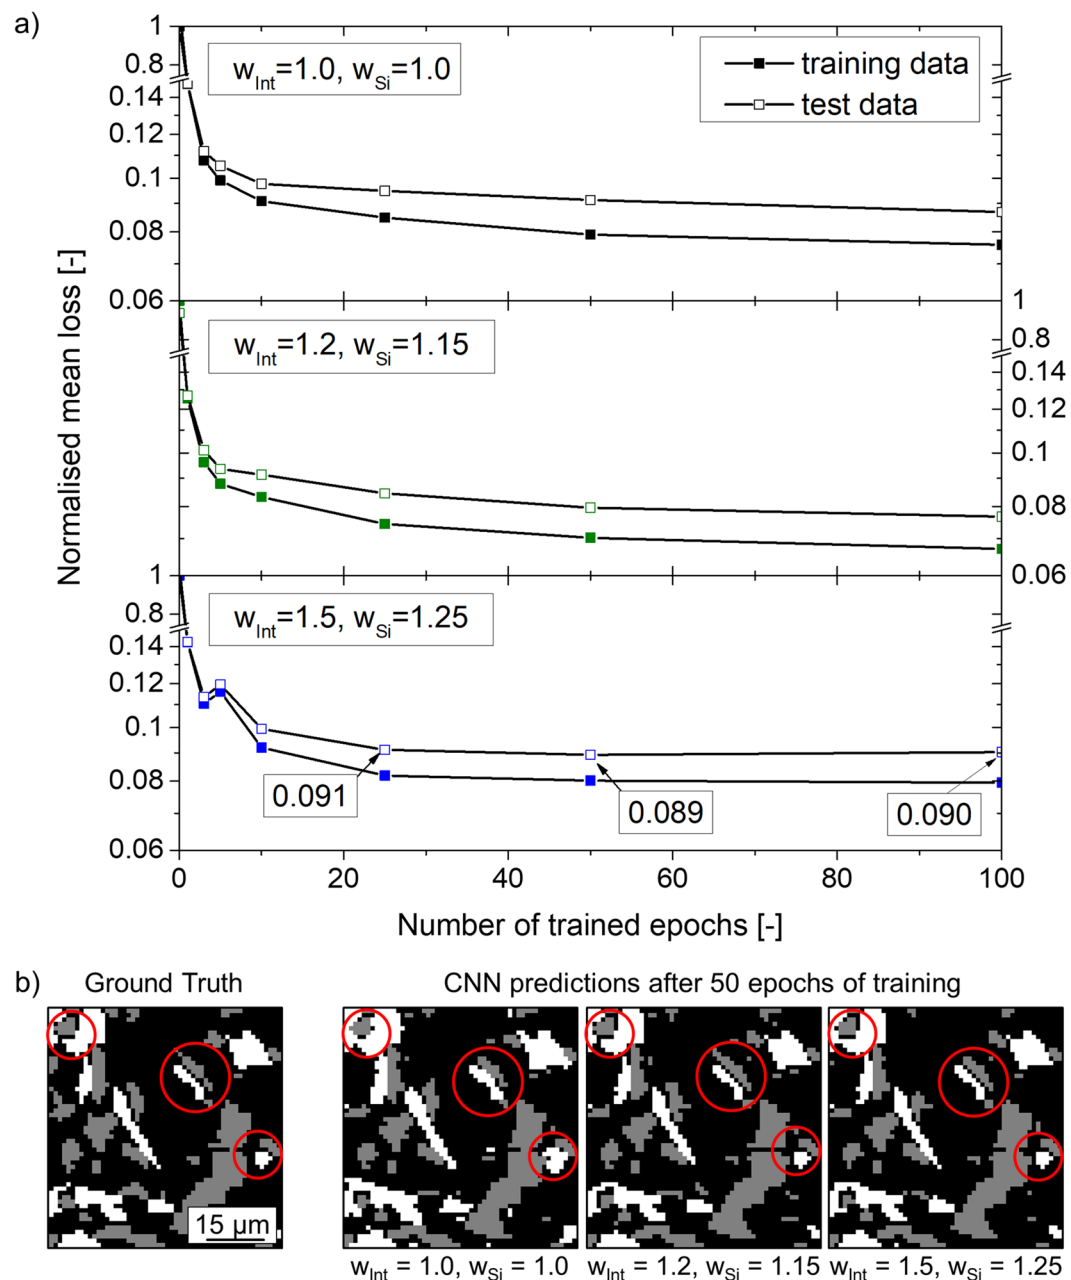 a)
1
0.8
0.14
0.12
0.1
0.08
0.06
w_Int=1.0, w_Si=1.0
training data
test data
Normalised mean loss [-]
w_Int=1.2, w_Si=1.15
1
0.8
0.14
0.12
0.1
0.08
0.06
1
0.8
0.14
0.12
0.1
0.08
0.06
w_Int=1.5, w_Si=1.25
0.091
0.089
0.090
0 20 40 60 80 100
Number of trained epochs [-]
b)
Ground Truth
CNN predictions after 50 epochs of training
15 µm
w_Int = 1.0, w_Si = 1.0
w_Int = 1.2, w_Si = 1.15
w_Int = 1.5, w_Si = 1.25